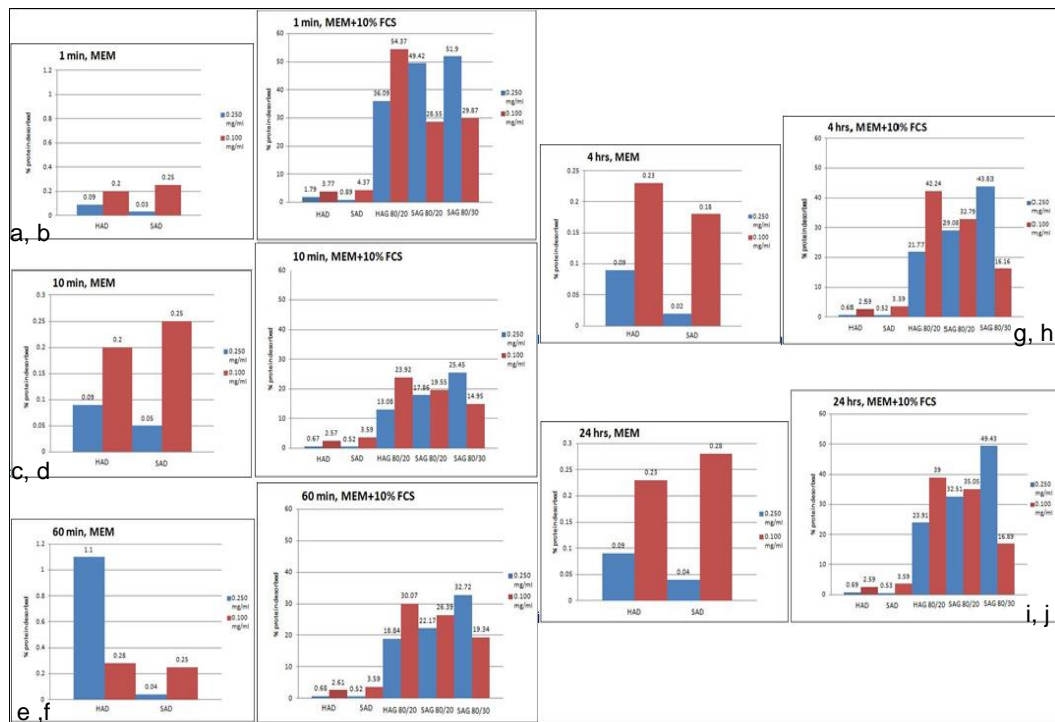 1 min, MEM
% protein desorbed
1.2
1
0.8
0.6
0.4
0.2
0
0.09
0.2
0.03
0.25
HAD
SAD
0.250
mg/ml
0.100
mg/ml
1 min, MEM+10% FCS
% protein desorbed
60
50
40
30
20
10
0
1.79
3.77
0.89
4.37
36.09
54.37
49.42
28.55
51.9
29.87
HAD
SAD
HAG 80/20
SAG 80/20
SAG 80/30
0.250
mg/ml
0.100
mg/ml
a, b
10 min, MEM
% protein desorbed
0.3
0.25
0.2
0.15
0.1
0.05
0
0.09
0.2
0.05
0.25
HAD
SAD
0.250
mg/ml
0.100
mg/ml
10 min, MEM+10% FCS
% protein desorbed
60
50
40
30
20
10
0
0.67
2.57
0.52
3.59
13.08
23.92
17.86
19.55
25.45
14.95
HAD
SAD
HAG 80/20
SAG 80/20
SAG 80/30
0.250
mg/ml
0.100
mg/ml
c, d
60 min, MEM
% protein desorbed
1.2
1
0.8
0.6
0.4
0.2
0
1.1
0.28
0.04
0.25
HAD
SAD
0.250
mg/ml
0.100
mg/ml
60 min, MEM+10% FCS
% protein desorbed
60
50
40
30
20
10
0
0.68
2.61
0.52
3.59
18.84
30.07
22.17
26.39
32.72
19.34
HAD
SAD
HAG 80/20
SAG 80/20
SAG 80/30
0.250
mg/ml
0.100
mg/ml
e ,f
4 hrs, MEM
% protein desorbed
0.25
0.2
0.15
0.1
0.05
0
0.09
0.23
0.02
0.18
HAD
SAD
0.250
mg/ml
0.100
mg/ml
4 hrs, MEM+10% FCS
% protein desorbed
60
50
40
30
20
10
0
0.68
2.59
0.52
3.39
21.77
42.24
29.08
32.79
43.83
16.16
HAD
SAD
HAG 80/20
SAG 80/20
SAG 80/30
0.250
mg/ml
0.100
mg/ml
g, h
24 hrs, MEM
% protein desorbed
0.3
0.25
0.2
0.15
0.1
0.05
0
0.09
0.23
0.04
0.28
HAD
SAD
0.250
mg/ml
0.100
mg/ml
24 hrs, MEM+10% FCS
% protein desorbed
60
50
40
30
20
10
0
0.69
2.59
0.53
3.59
23.91
39
32.51
35.05
49.43
16.89
HAD
SAD
HAG 80/20
SAG 80/20
SAG 80/30
0.250
mg/ml
0.100
mg/ml
i, j